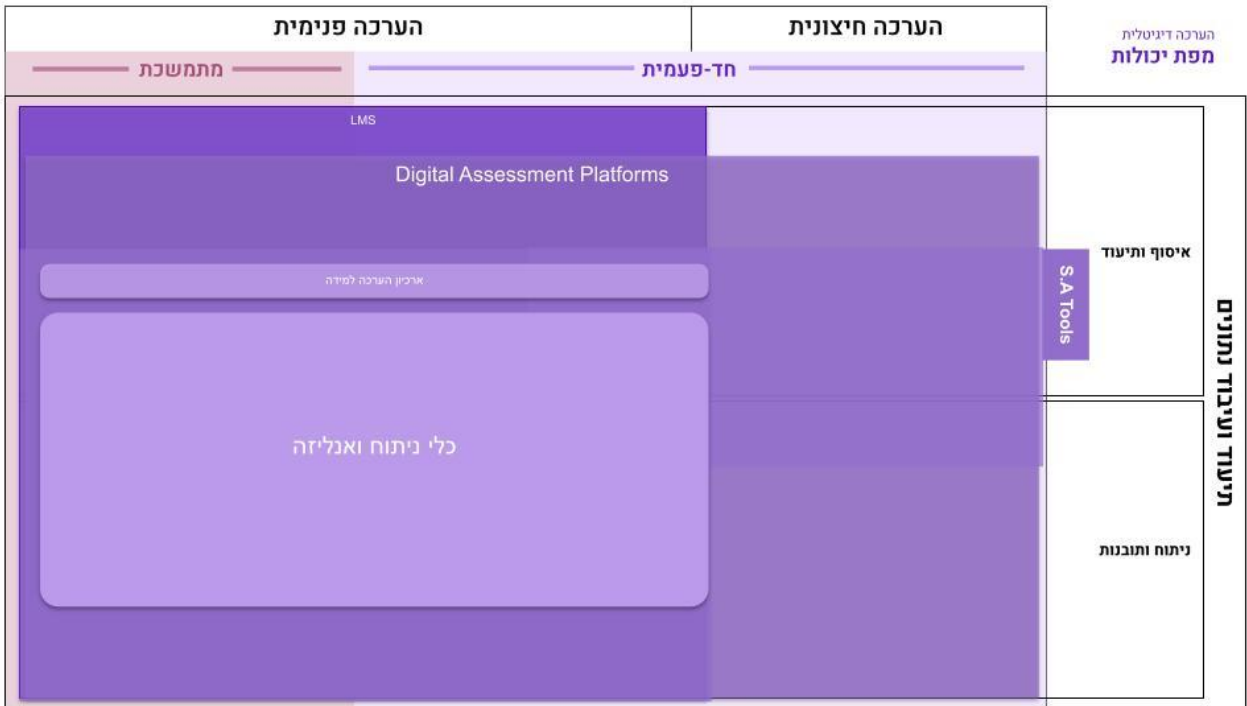 הערכה דיגיטלית
מפת יכולות
הערכה חיצונית
הערכה פנימית
חד-פעמית
מתמשכת
תיעוד ועיבוד נתונים
איסוף ותיעוד
ניתוח ותובנות
S.A Tools
LMS
Digital Assessment Platforms
ארכיון הערכה למידה
כלי ניתוח ואנליזה